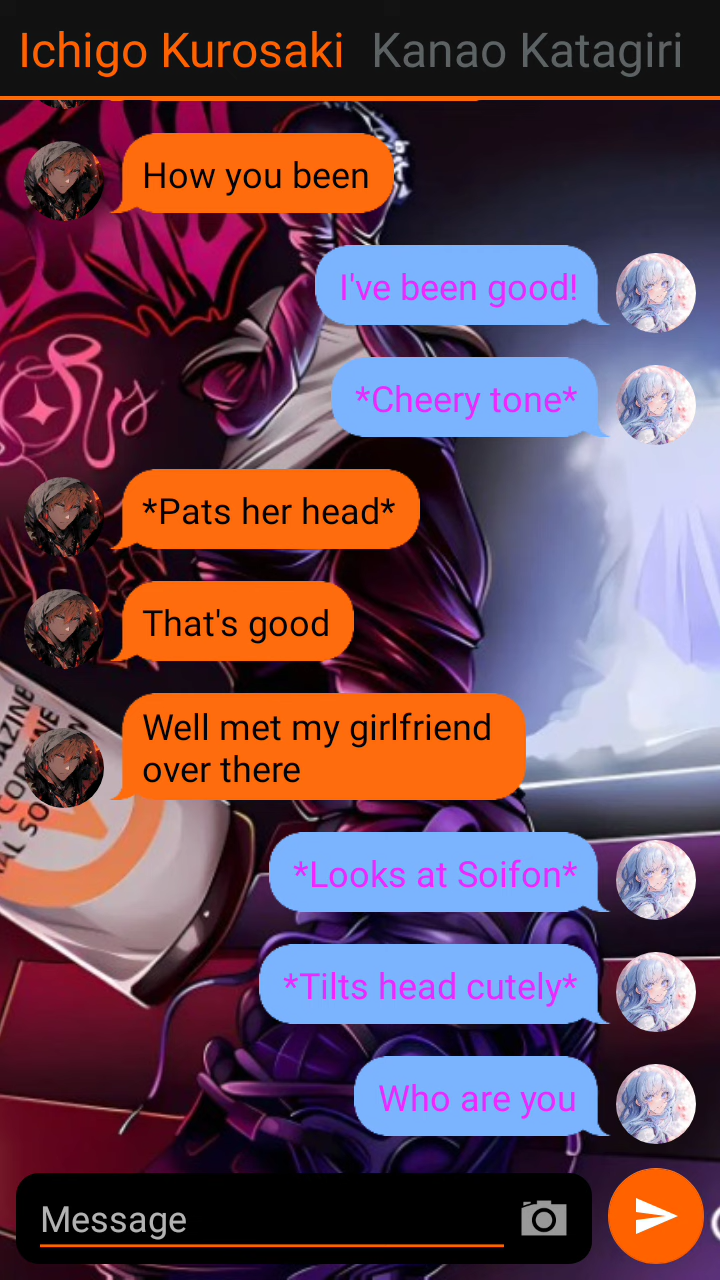 Ichigo Kurosaki Kanao Katagiri
How you been
I've been good!
*Cheery tone*
*Pats her head*
That's good
Well met my girlfriend
over there
*Looks at Soifon*
*Tilts head cutely*
Who are you
Message